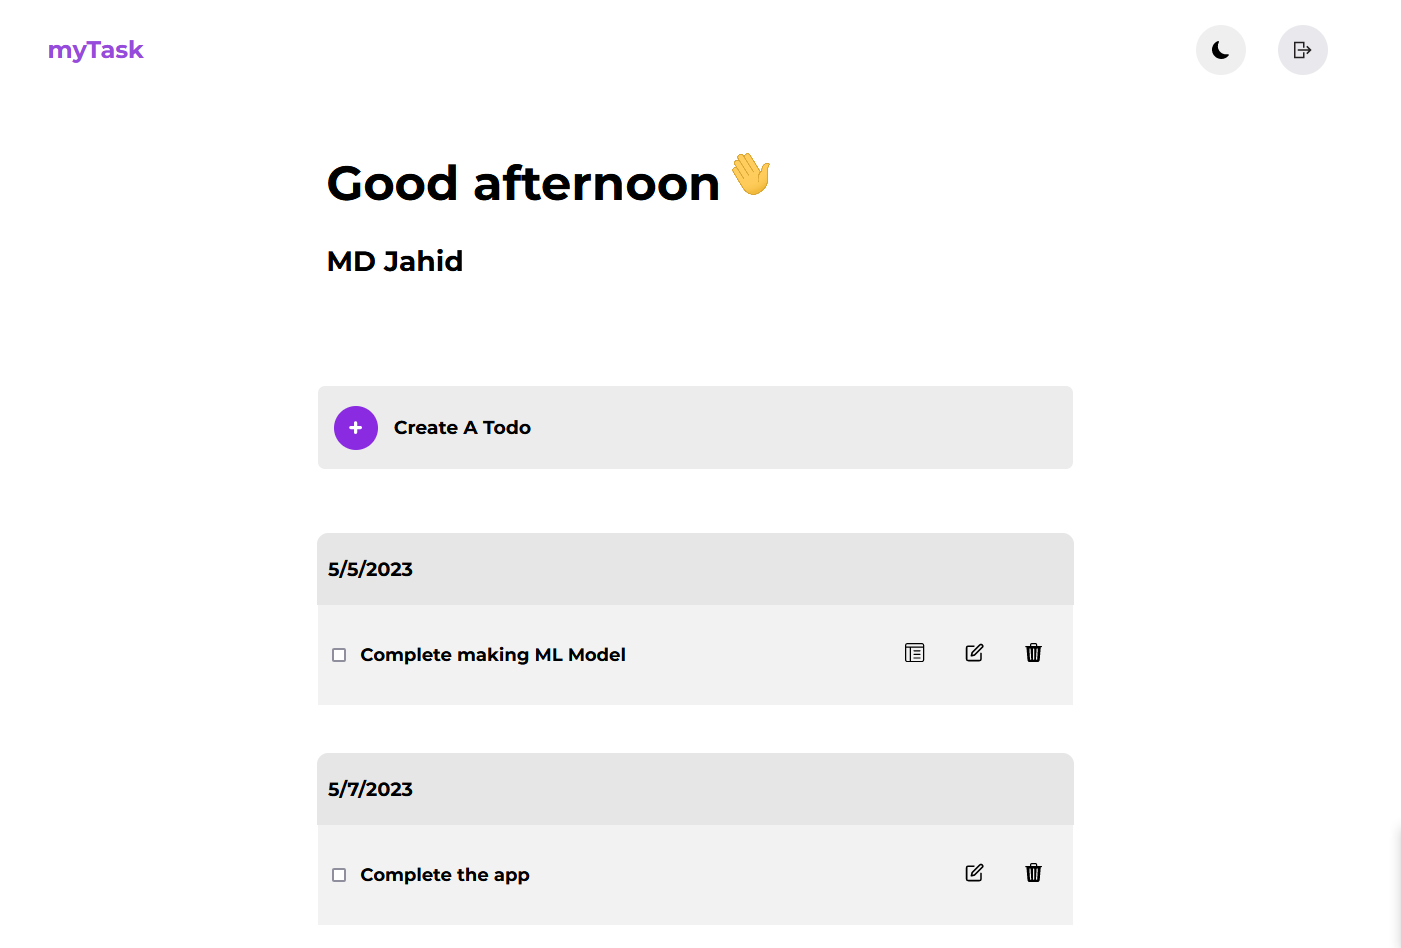 myTask
Good afternoon👋
MD Jahid
Create A Todo
5/5/2023
Complete making ML Model
5/7/2023
Complete the app